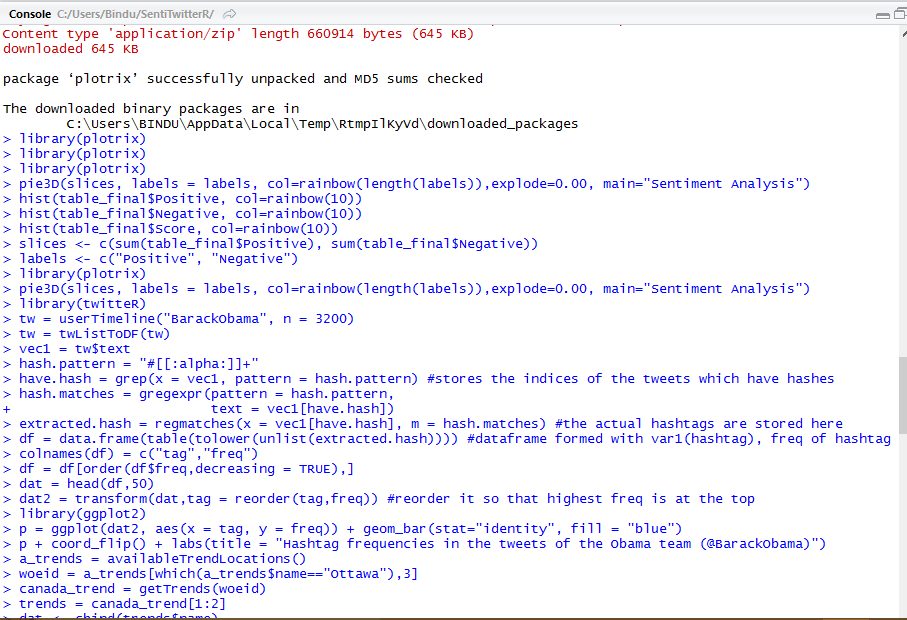 Console C:/Users/Bindu/SentiTwitterR/
Content type 'application/zip' length 660914 bytes (645 KB)
downloaded 645 KB
package ‘plotrix’ successfully unpacked and MD5 sums checked
The downloaded binary packages are in
C:\Users\BINDU\AppData\Local\Temp\RtmpIlKyVd\downloaded_packages
> library(plotrix)
> library(plotrix)
> library(plotrix)
> pie3D(slices, labels = labels, col=rainbow(length(labels)),explode=0.00, main="Sentiment Analysis")
> hist(table_final$Positive, col=rainbow(10))
> hist(table_final$Negative, col=rainbow(10))
> hist(table_final$Score, col=rainbow(10))
> slices <- c(sum(table_final$Positive), sum(table_final$Negative))
> labels <- c("Positive", "Negative")
> library(plotrix)
> pie3D(slices, labels = labels, col=rainbow(length(labels)),explode=0.00, main="Sentiment Analysis")
> library(twitteR)
> tw = userTimeline("BarackObama", n = 3200)
> tw = twListToDF(tw)
> vec1 = tw$text
> hash.pattern = "#[[:alpha:]]+"
> have.hash = grep(x = vec1, pattern = hash.pattern) #stores the indices of the tweets which have hashes
> hash.matches = gregexpr(pattern = hash.pattern,
+ text = vec1[have.hash])
> extracted.hash = regmatches(x = vec1[have.hash], m = hash.matches) #the actual hashtags are stored here
> df = data.frame(table(tolower(unlist(extracted.hash)))) #dataframe formed with var1(hashtag), freq of hashtag
> colnames(df) = c("tag","freq")
> df = df[order(df$freq,decreasing = TRUE),]
> dat = head(df,50)
> dat2 = transform(dat,tag = reorder(tag,freq)) #reorder it so that highest freq is at the top
> library(ggplot2)
> p = ggplot(dat2, aes(x = tag, y = freq)) + geom_bar(stat="identity", fill = "blue")
> p + coord_flip() + labs(title = "Hashtag frequencies in the tweets of the Obama team (@BarackObama)")
> a_trends = availableTrendLocations()
> woeid = a_trends[which(a_trends$name=="Ottawa"),3]
> canada_trend = getTrends(woeid)
> trends = canada_trend[1:2]
> dat <- cbind(trends$name)